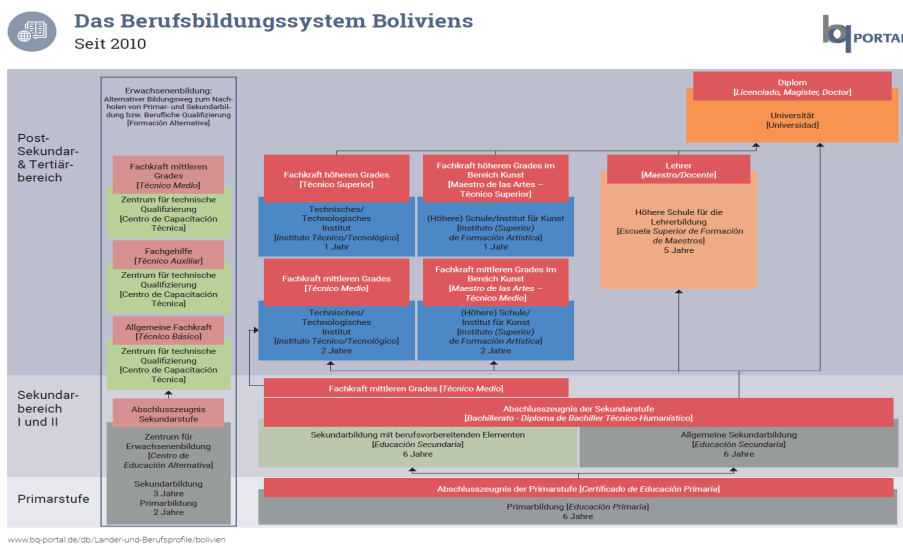 Das Berufsbildungssystem Boliviens
Seit 2010
bq PORTAL
Post-
Sekundar-
& Tertiär-
bereich
Erwachsenenbildung:
Alternativer Bildungsweg zum Nach-
holen von Primar- und Sekundarbil-
dung bzw. Berufliche Qualifizierung
[Formación Alternativa]
Fachkraft mittleren
Grades
[Técnico Medio]
Zentrum für technische
Qualifizierung
[Centro de Capacitación
Técnica]
Fachgehilfe
[Técnico Auxiliar]
Zentrum für technische
Qualifizierung
[Centro de Capacitación
Técnica]
Allgemeine Fachkraft
[Técnico Básico]
Zentrum für technische
Qualifizierung
[Centro de Capacitación
Técnica]
Abschlusszeugnis
Sekundarstufe
Zentrum für
Erwachsenenbildung
[Centro de
Educación Alternativa]
Sekundarbildung
3 Jahre
Primarbildung
2 Jahre
Diplom
[Licenciado, Magister, Doctor]
Universität
[Universidad]
Fachkraft höheren Grades
[Técnico Superior]
Technisches/
Technologisches
Institut
[Instituto Técnico/Tecnológico]
1 Jahr
Fachkraft höheren Grades im
Bereich Kunst
[Maestro de las Artes –
Técnico Superior]
(Höhere) Schule/Institut für Kunst
[Instituto (Superior)
de Formación Artística]
1 Jahr
Lehrer
[Maestro/Docente]
Höhere Schule für die
Lehrerbildung
[Escuela Superior de Formación
de Maestros]
5 Jahre
Fachkraft mittleren Grades
[Técnico Medio]
Technisches/
Technologisches
Institut
[Instituto Técnico/Tecnológico]
2 Jahre
Fachkraft mittleren Grades im
Bereich Kunst
[Maestro de las Artes –
Técnico Medio]
(Höhere) Schule/
Institut für Kunst
[Instituto (Superior)
de Formación Artística]
2 Jahre
Sekundar-
bereich
I und II
Fachkraft mittleren Grades [Técnico Medio]
Abschlusszeugnis der Sekundarstufe
[Bachillerato - Diploma de Bachiller Técnico-Humanístico]
Sekundarbildung mit berufsvorbereitenden Elementen
[Educación Secundaria]
6 Jahre
Allgemeine Sekundarbildung
[Educación Secundaria]
6 Jahre
Primarstufe
Abschlusszeugnis der Primarstufe [Certificado de Educación Primaria]
Primarbildung [Educación Primaria]
6 Jahre
www.bq-portal.de/db/Lander-und-Berufsprofile/bolivien